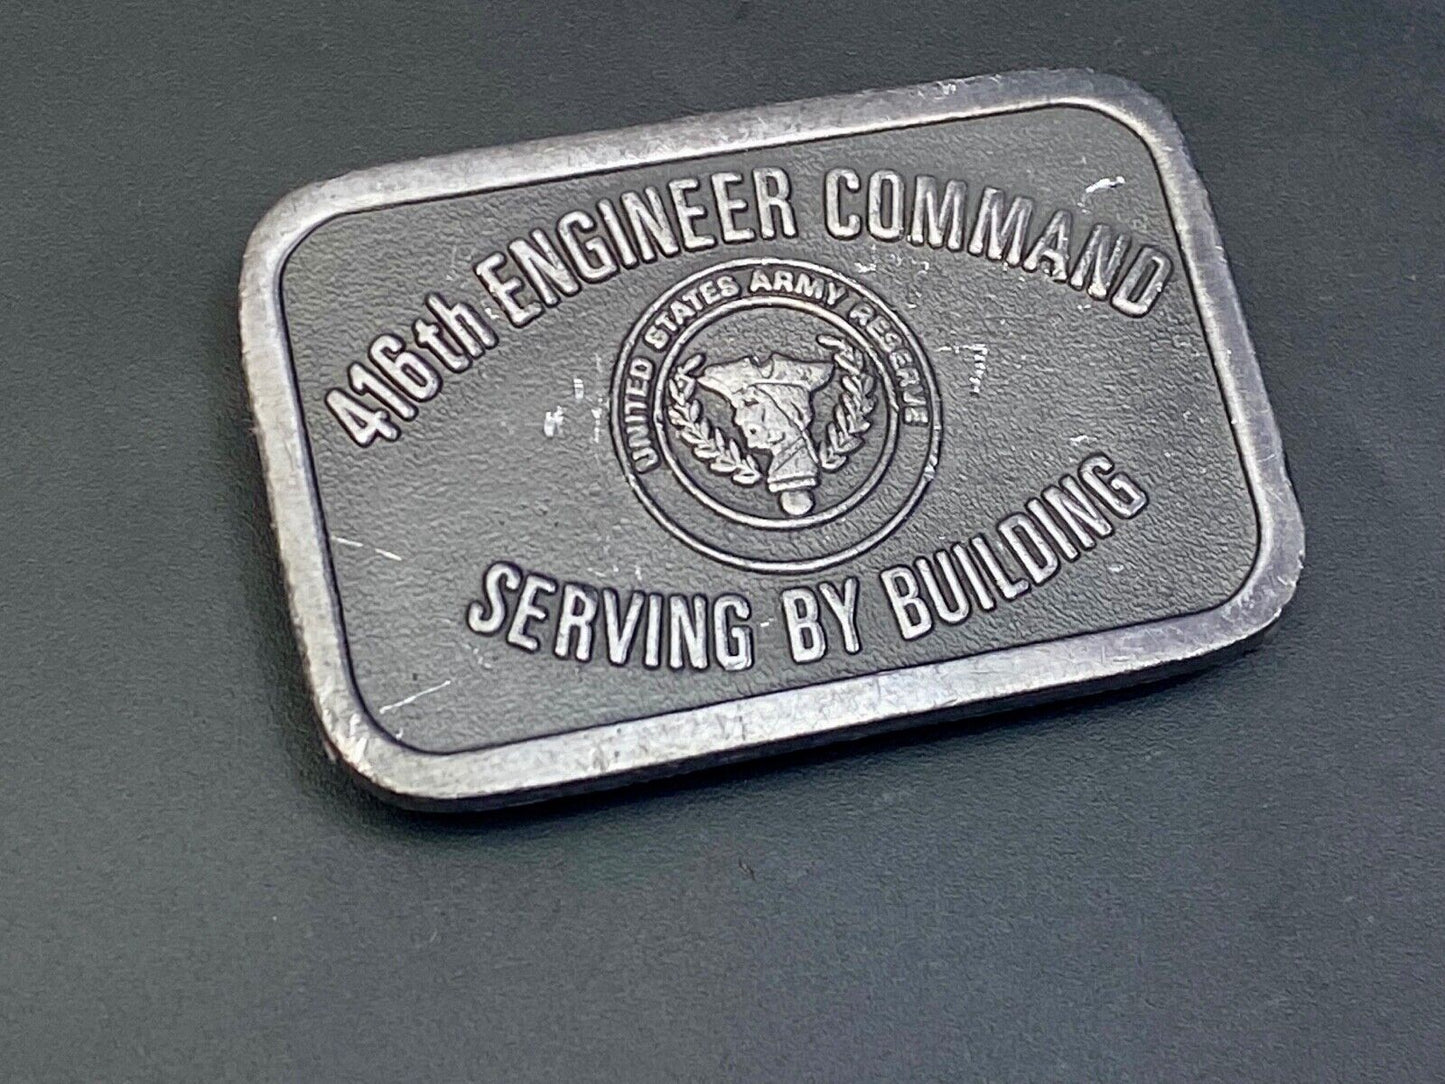 416th ENGINEER COMMAND
UNITED STATES ARMY RESERVE
SERVING BY BUILDING